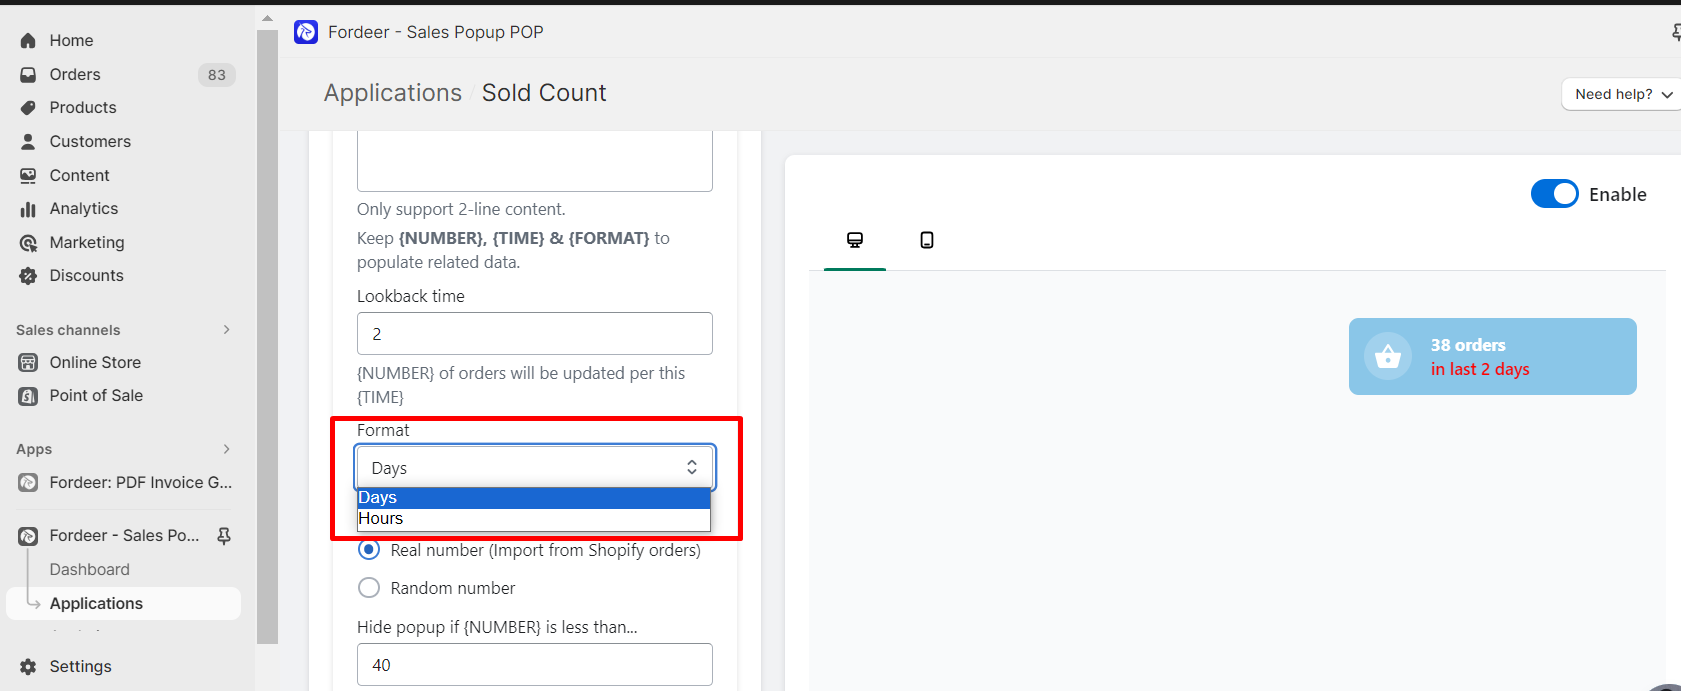 Home
Orders 83
Products
Customers
Content
Analytics
Marketing
Discounts
Sales channels
Online Store
Point of Sale
Apps
Fordeer: PDF Invoice G...
Fordeer - Sales Po...
Dashboard
Applications
Settings
Fordeer - Sales Popup POP
Applications / Sold Count
Need help?
Only support 2-line content.
Keep {NUMBER}, {TIME} & {FORMAT} to
populate related data.
Lookback time
2
{NUMBER} of orders will be updated per this
{TIME}
Format
Days
Days
Hours
Real number (Import from Shopify orders)
Random number
Hide popup if {NUMBER} is less than...
40
Enable
38 orders
in last 2 days